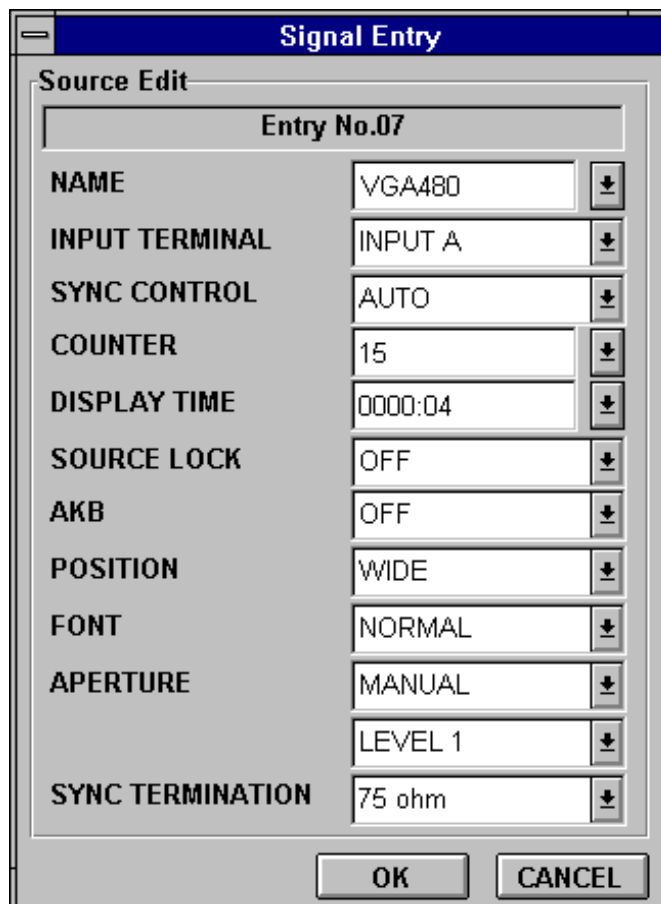 Signal Entry
Source Edit
Entry No.07
NAME VGA480
INPUT TERMINAL INPUT A
SYNC CONTROL AUTO
COUNTER 15
DISPLAY TIME 0000:04
SOURCE LOCK OFF
AKB OFF
POSITION WIDE
FONT NORMAL
APERTURE MANUAL
LEVEL 1
SYNC TERMINATION 75 ohm
OK CANCEL